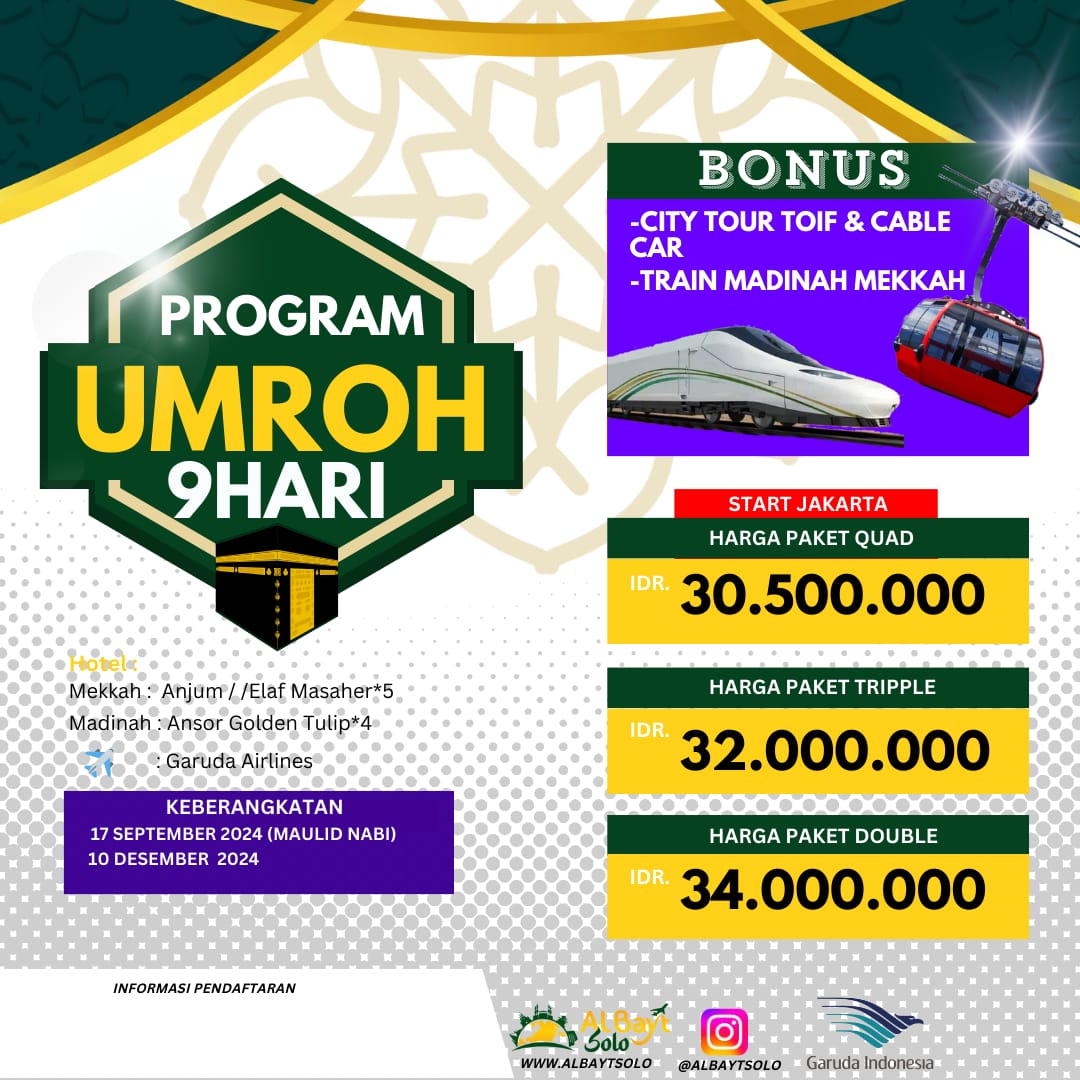 PROGRAM
UMROH
9HARI
BONUS
-CITY TOUR TOIF & CABLE
CAR
-TRAIN MADINAH MEKKAH
START JAKARTA
HARGA PAKET QUAD
IDR. 30.500.000
HARGA PAKET TRIPPLE
IDR. 32.000.000
HARGA PAKET DOUBLE
IDR. 34.000.000
Hotel :
Mekkah : Anjum / /Elaf Masaher*5
Madinah : Ansor Golden Tulip*4
: Garuda Airlines
KEBERANGKATAN
17 SEPTEMBER 2024 (MAULID NABI)
10 DESEMBER 2024
INFORMASI PENDAFTARAN
Al Bayt
Solo
WWW.ALBAYTSOLO
@ALBAYTSOLO
Garuda Indonesia